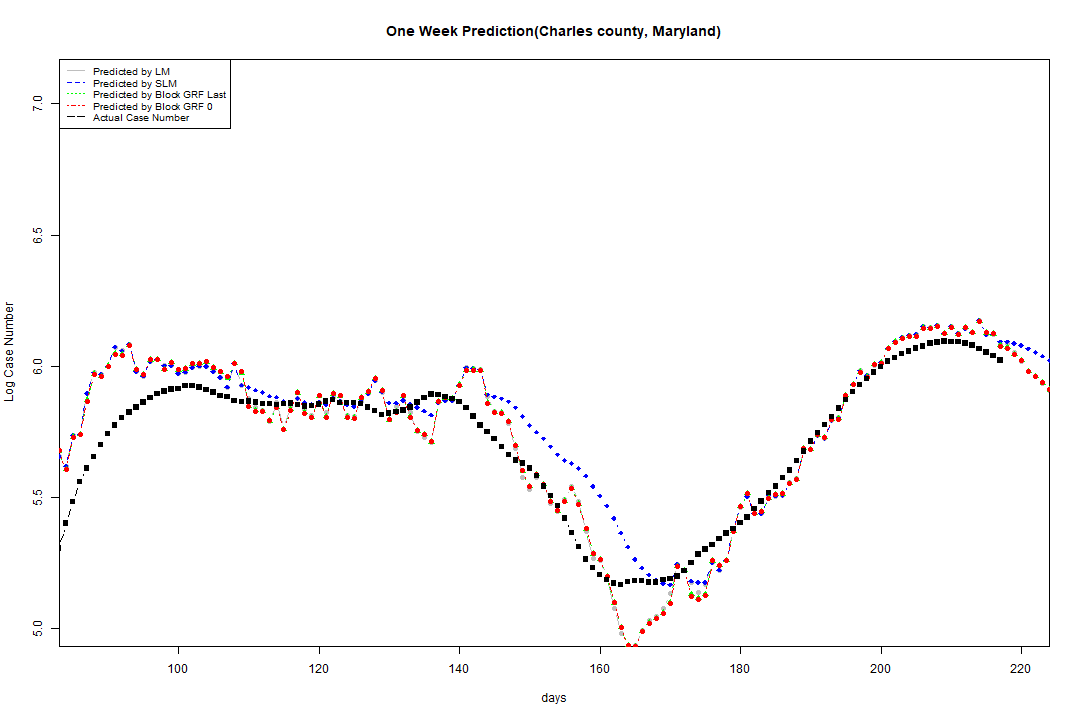 One Week Prediction(Charles county, Maryland)
Predicted by LM
Predicted by SLM
Predicted by Block GRF Last
Predicted by Block GRF 0
Actual Case Number
7.0
6.5
6.0
5.5
5.0
Log Case Number
100 120 140 160 180 200 220
days